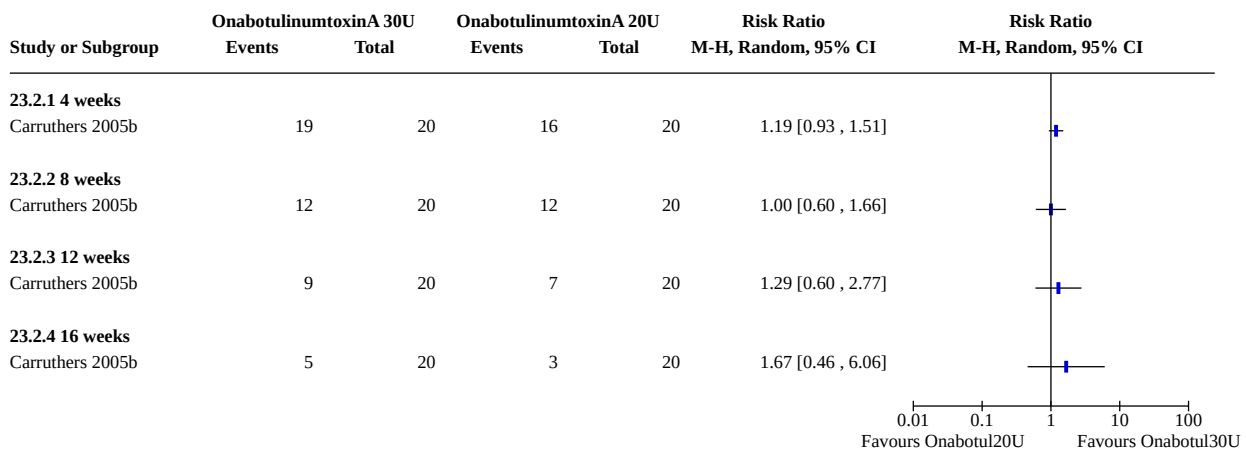 OnabotulinumtoxinA 30U OnabotulinumtoxinA 20U Risk Ratio Risk Ratio
Study or Subgroup Events Total Events Total M-H, Random, 95% CI M-H, Random, 95% CI
23.2.1 4 weeks
Carruthers 2005b 19 20 16 20 1.19 [0.93 , 1.51]
23.2.2 8 weeks
Carruthers 2005b 12 20 12 20 1.00 [0.60 , 1.66]
23.2.3 12 weeks
Carruthers 2005b 9 20 7 20 1.29 [0.60 , 2.77]
23.2.4 16 weeks
Carruthers 2005b 5 20 3 20 1.67 [0.46 , 6.06]
0.01 0.1 1 10 100
Favours Onabotul20U Favours Onabotul30U